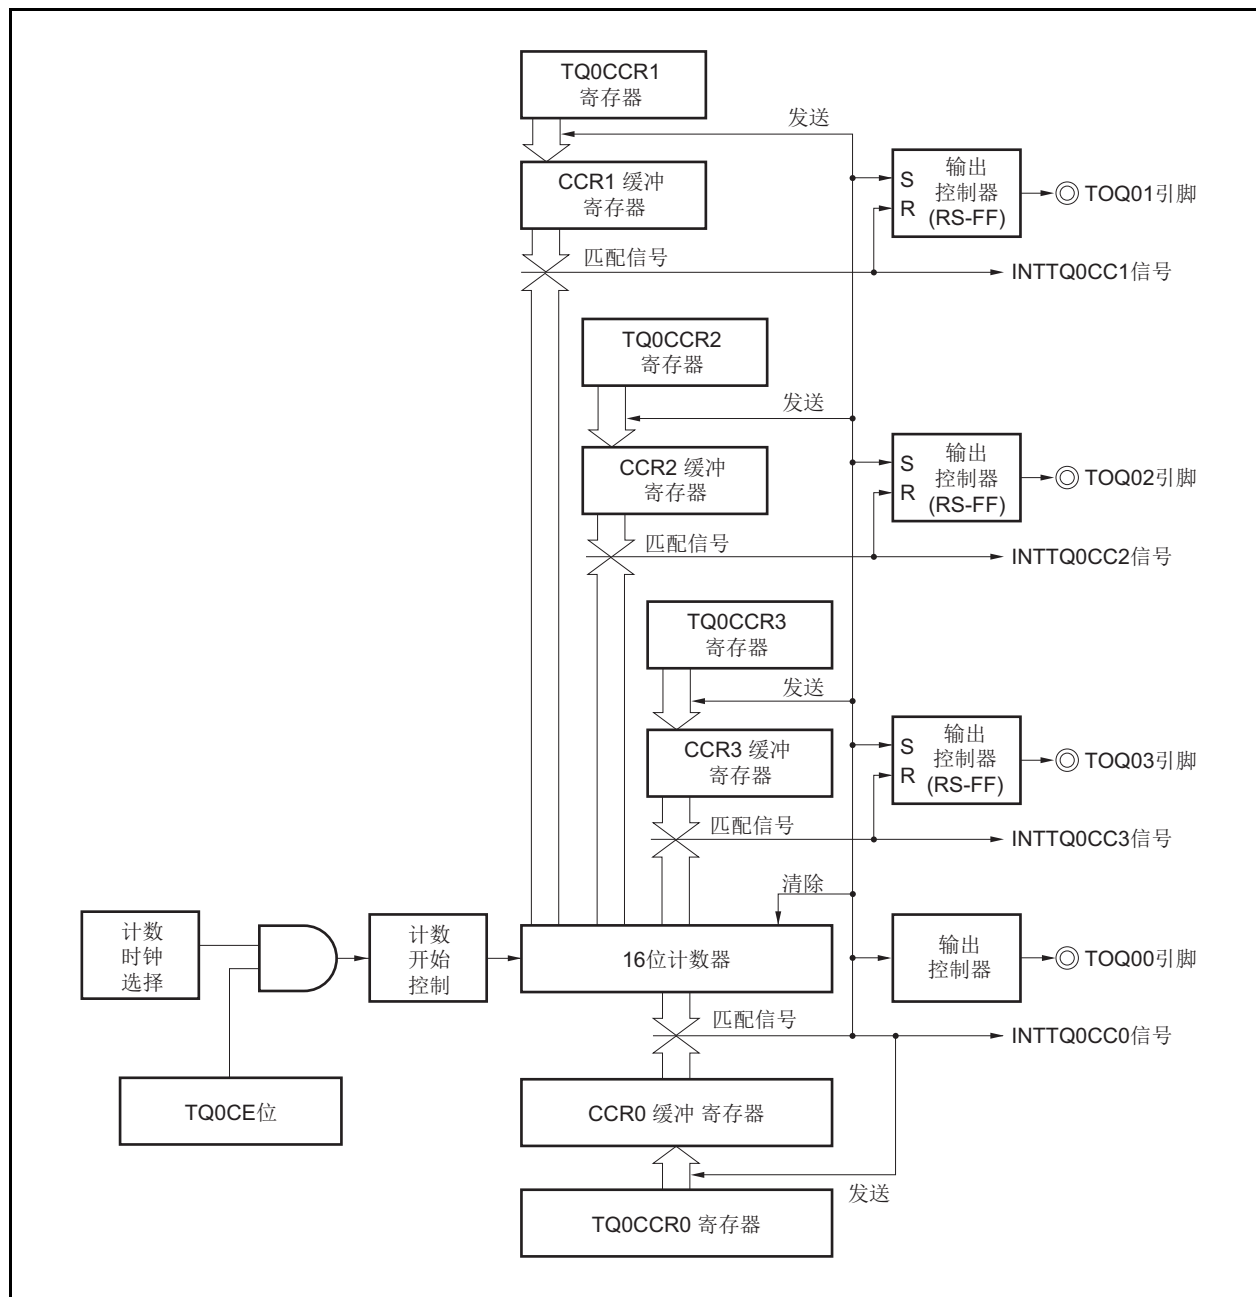 TQ0CCR1
寄存器
发送
CCR1 缓冲
寄存器
S
R
输出
控制器
(RS-FF)
TOQ01引脚
匹配信号
INTTQ0CC1信号
TQ0CCR2
寄存器
发送
CCR2 缓冲
寄存器
S
R
输出
控制器
(RS-FF)
TOQ02引脚
匹配信号
INTTQ0CC2信号
TQ0CCR3
寄存器
发送
CCR3 缓冲
寄存器
S
R
输出
控制器
(RS-FF)
TOQ03引脚
匹配信号
INTTQ0CC3信号
清除
计数
时钟
选择
计数
开始
控制
16位计数器
输出
控制器
TOQ00引脚
匹配信号
INTTQ0CC0信号
TQ0CE位
CCR0 缓冲 寄存器
发送
TQ0CCR0 寄存器